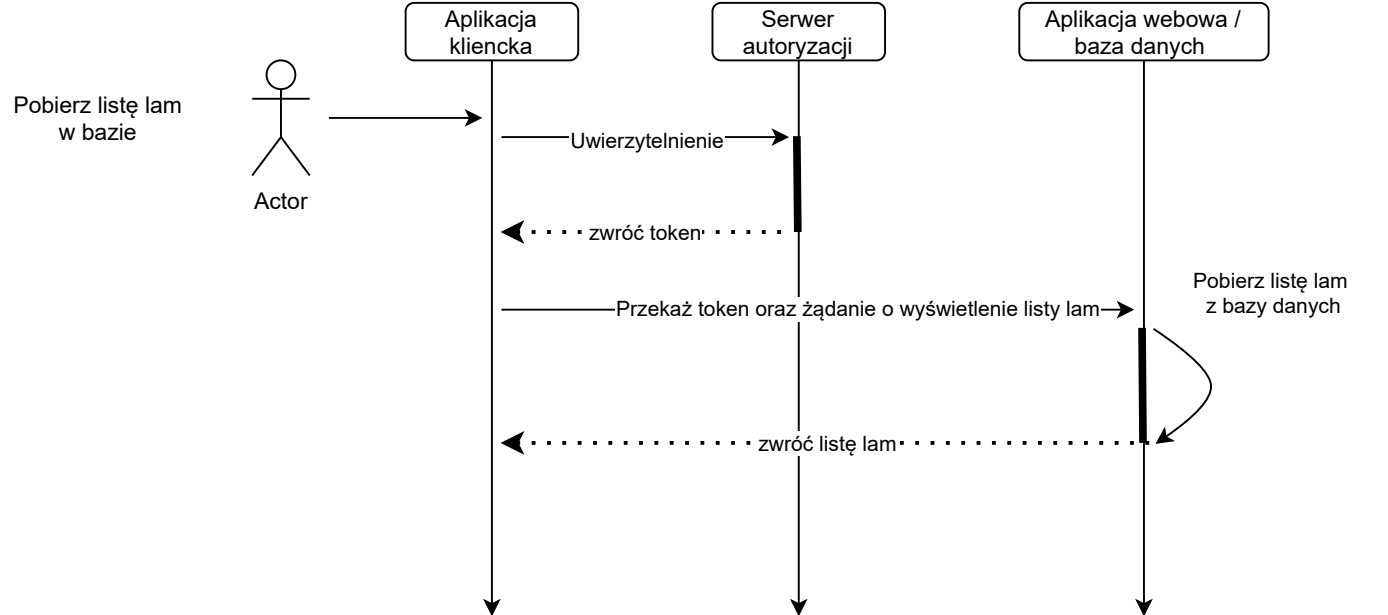 Aplikacja
kliencka
Serwer
autoryzacji
Aplikacja webowa /
baza danych
Pobierz listę lam
w bazie
Actor
Uwierzytelnienie
zwróć token
Przekaż token oraz żądanie o wyświetlenie listy lam
Pobierz listę lam
z bazy danych
zwróć listę lam